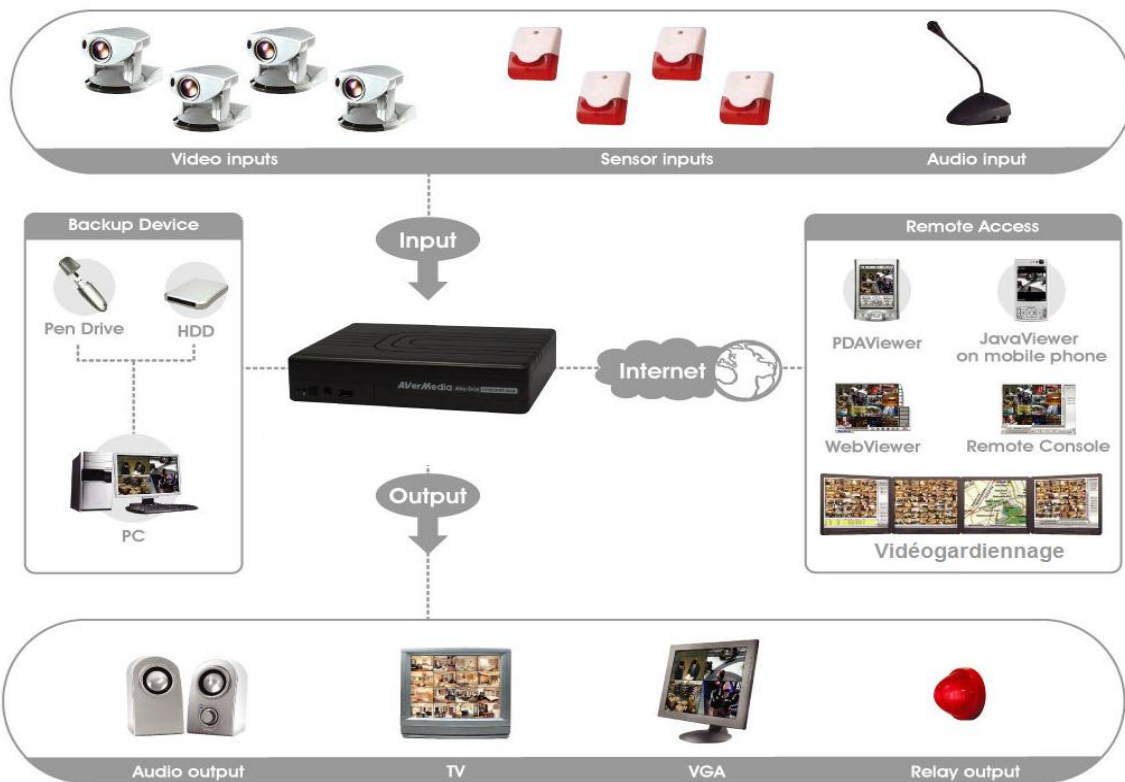 Video inputs
Sensor inputs
Audio input
Backup Device
Pen Drive
HDD
PC
Input
AVerMedia
Internet
Output
Remote Access
PDAViewer
JavaViewer
on mobile phone
WebViewer
Remote Console
Vidéogardiennage
Audio output
TV
VGA
Relay output